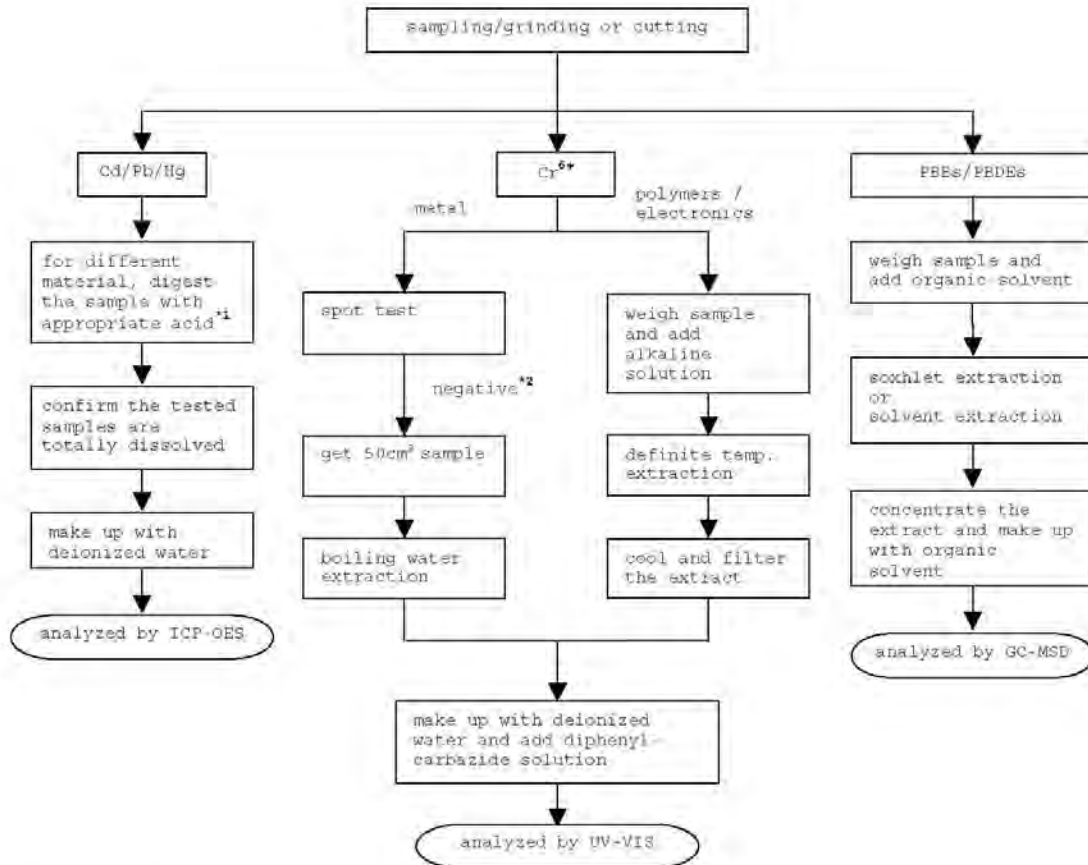 sampling/grinding or cutting
Cd/Pb/Hg
for different
material, digest
the sample with
appropriate acid*1
confirm the tested
samples are
totally dissolved
make up with
deionized water
analyzed by ICP-OES
Cr6+
metal
spot test
negative*2
get 50cm² sample
boiling water
extraction
polymers /
electronics
weigh sample
and add
alkaline
solution
definite temp.
extraction
cool and filter
the extract
make up with deionized
water and add diphenyl-
carbazide solution
analyzed by UV-VIS
PBBs/PBDEs
weigh sample and
add organic solvent
soxhlet extraction
or
solvent extraction
concentrate the
extract and make up
with organic
solvent
analyzed by GC-MSD